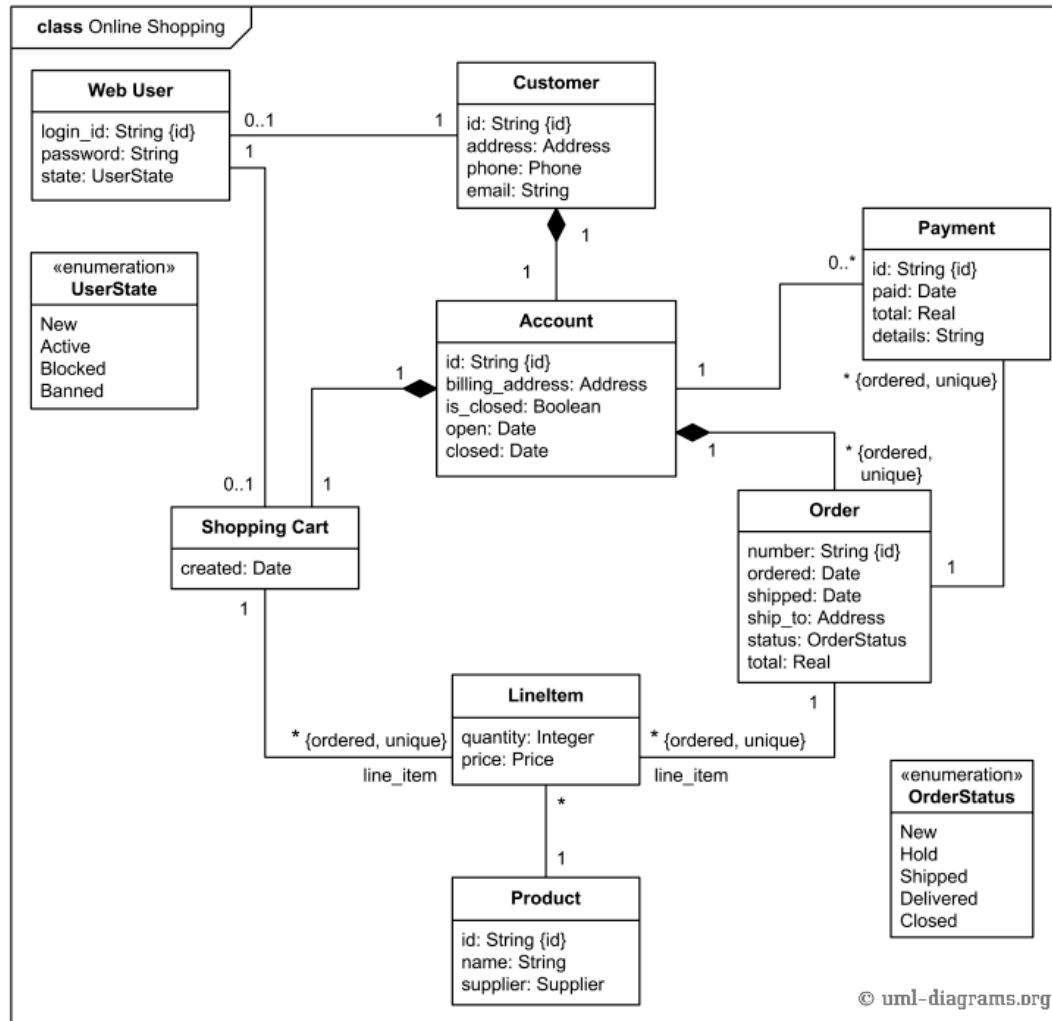 class Online Shopping
Web User
login_id: String {id}
password: String
state: UserState
0..1
1
1
Customer
id: String {id}
address: Address
phone: Phone
email: String
1
1
«enumeration»
UserState
New
Active
Blocked
Banned
Payment
id: String {id}
paid: Date
total: Real
details: String
0..*
* {ordered, unique}
Account
id: String {id}
billing_address: Address
is_closed: Boolean
open: Date
closed: Date
1
1
1
* {ordered,
unique}
0..1
1
Shopping Cart
created: Date
1
Order
number: String {id}
ordered: Date
shipped: Date
ship_to: Address
status: OrderStatus
total: Real
1
1
LineItem
quantity: Integer
price: Price
* {ordered, unique}
line_item
* {ordered, unique}
line_item
*
1
Product
id: String {id}
name: String
supplier: Supplier
«enumeration»
OrderStatus
New
Hold
Shipped
Delivered
Closed
© uml-diagrams.org